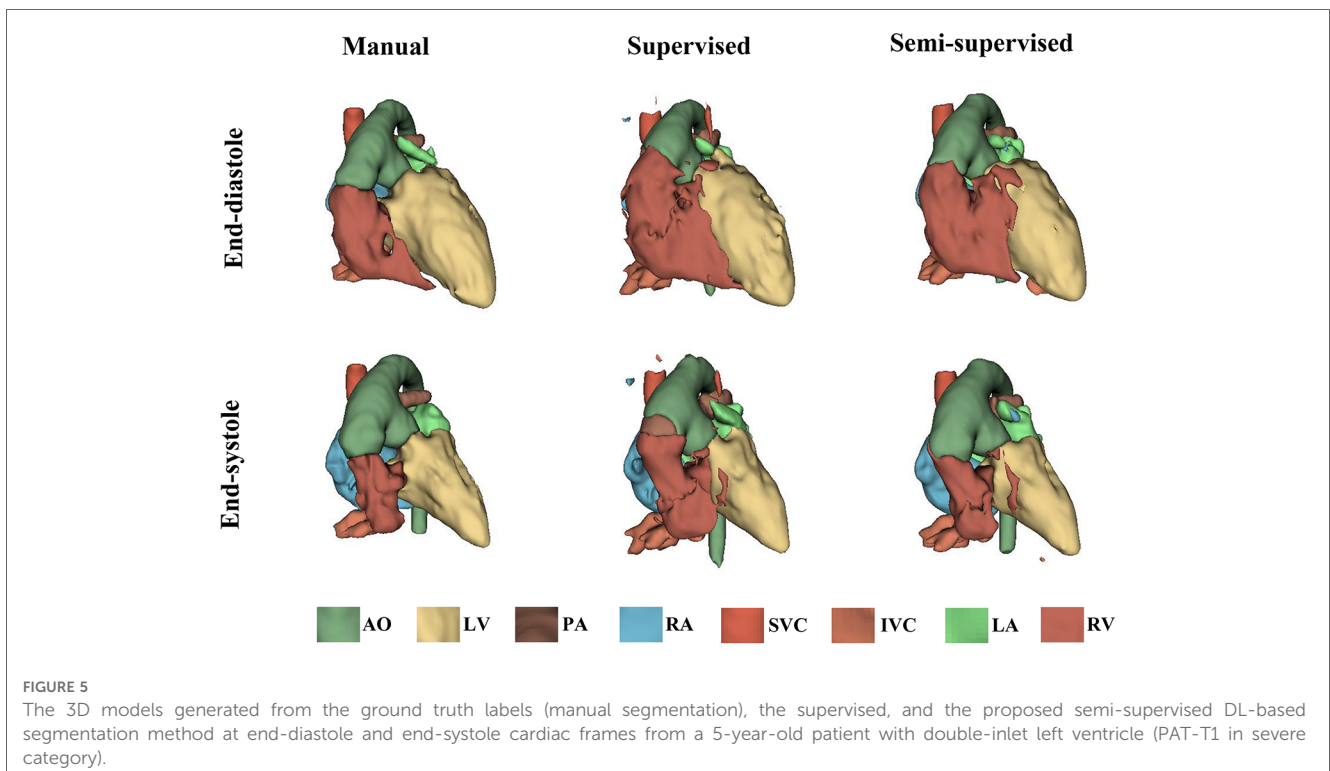 Manual Supervised Semi-supervised
End-diastole
End-systole
AO LV PA RA SVC IVC LA RV
FIGURE 5
The 3D models generated from the ground truth labels (manual segmentation), the supervised, and the proposed semi-supervised DL-based
segmentation method at end-diastole and end-systole cardiac frames from a 5-year-old patient with double-inlet left ventricle (PAT-T1 in severe
category).